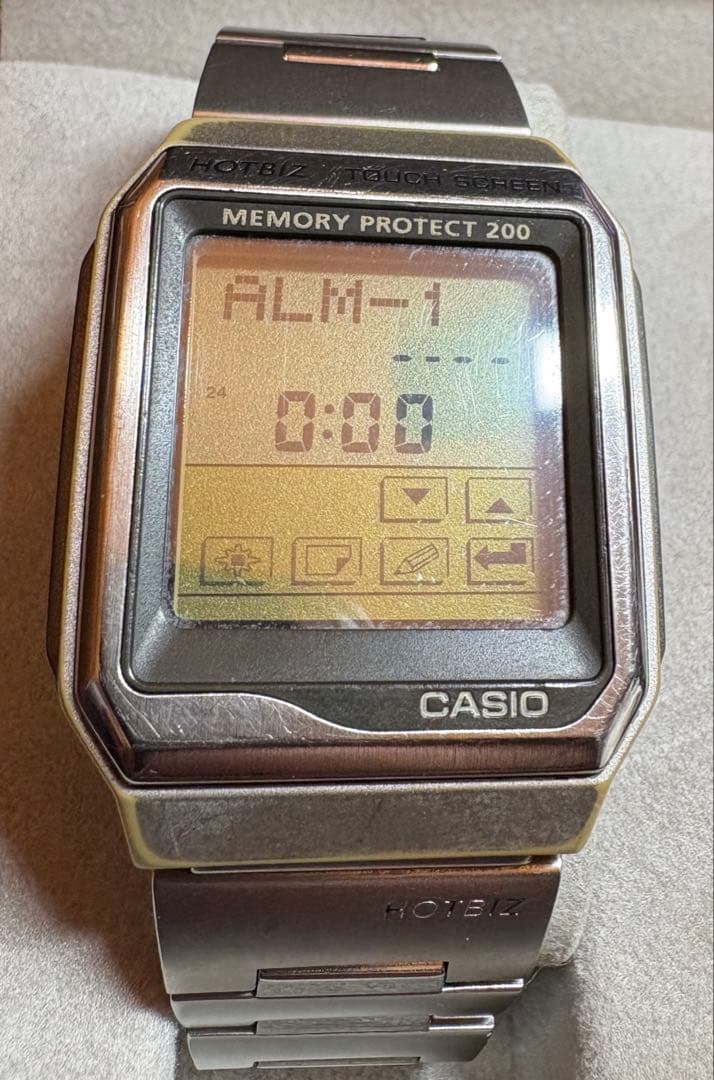 HOTBIZ TOUCH SCREEN
MEMORY PROTECT 200
ALM-1
----
24
0:00
CASIO
HOTBIZ